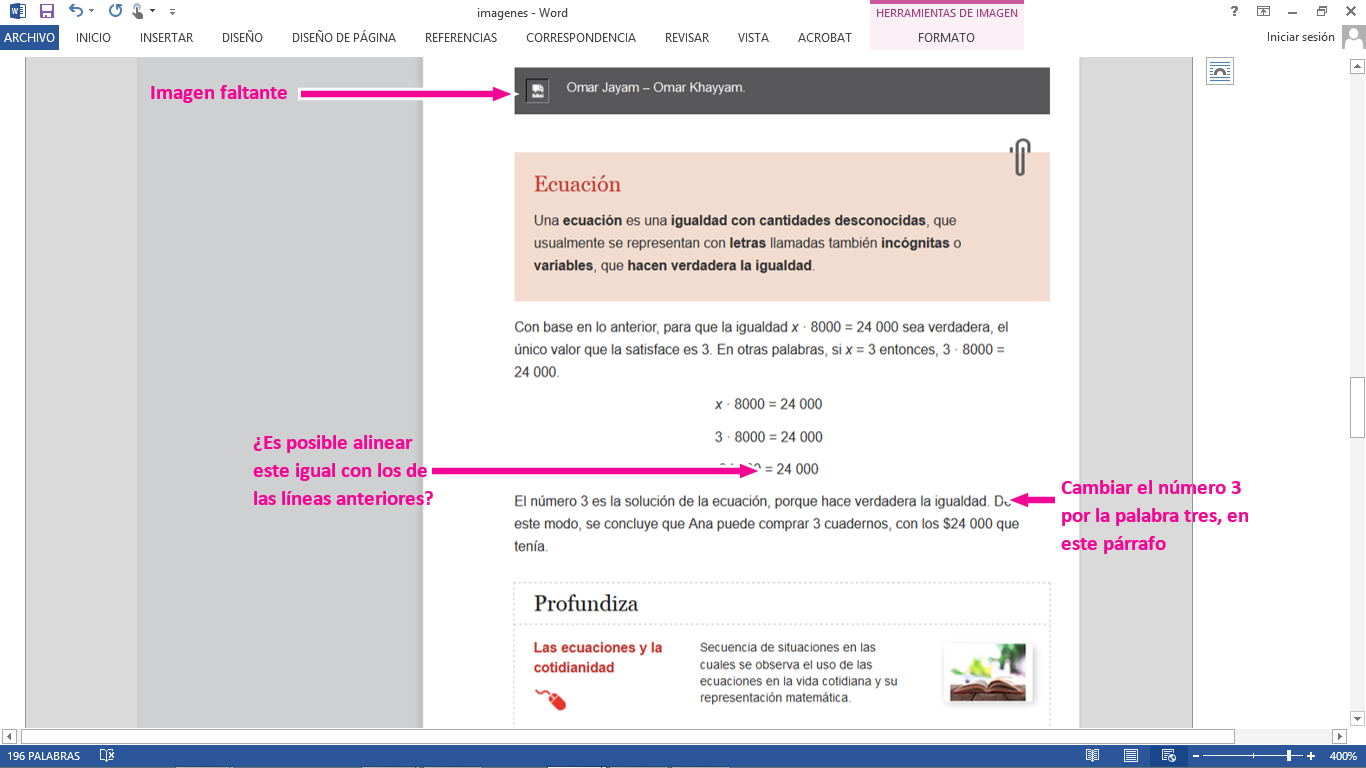 imagenes - Word
HERRAMIENTAS DE IMAGEN
?
ARCHIVO INICIO INSERTAR DISEÑO DISEÑO DE PÁGINA REFERENCIAS CORRESPONDENCIA REVISAR VISTA ACROBAT FORMATO Iniciar sesión
Imagen faltante
Omar Jayam – Omar Khayyam.
Ecuación
Una ecuación es una igualdad con cantidades desconocidas, que
usualmente se representan con letras llamadas también incógnitas o
variables, que hacen verdadera la igualdad.
Con base en lo anterior, para que la igualdad x · 8000 = 24 000 sea verdadera, el
único valor que la satisface es 3. En otras palabras, si x = 3 entonces, 3 · 8000 =
24 000.
x · 8000 = 24 000
3 · 8000 = 24 000
= 24 000
¿Es posible alinear
este igual con los de
las líneas anteriores?
El número 3 es la solución de la ecuación, porque hace verdadera la igualdad. De
este modo, se concluye que Ana puede comprar 3 cuadernos, con los $24 000 que
tenía.
Cambiar el número 3
por la palabra tres, en
este párrafo
Profundiza
Las ecuaciones y la
cotidianidad
Secuencia de situaciones en las
cuales se observa el uso de las
ecuaciones en la vida cotidiana y su
representación matemática.
196 PALABRAS
400%